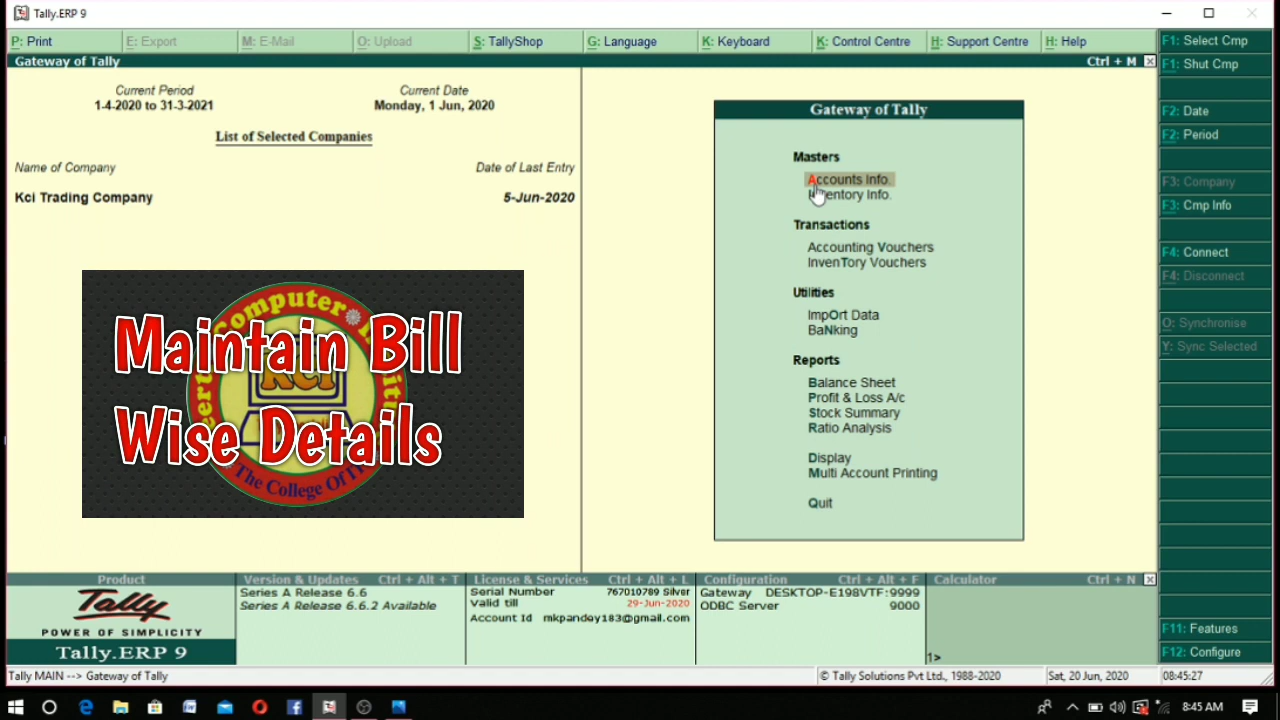 Tally.ERP 9
P: Print
E: Export
M: E-Mail
O: Upload
S: TallyShop
G: Language
K: Keyboard
K: Control Centre
H: Support Centre
H: Help
Gateway of Tally
Ctrl + M
Current Period
1-4-2020 to 31-3-2021
Current Date
Monday, 1 Jun, 2020
List of Selected Companies
Name of Company
Date of Last Entry
Kci Trading Company
5-Jun-2020
Maintain Bill
Wise Details
Computer
Kci
The College Of
Gateway of Tally
Masters
Accounts Info.
Inventory Info.
Transactions
Accounting Vouchers
InvenTory Vouchers
Utilities
ImpOrt Data
BaNking
Reports
Balance Sheet
Profit & Loss A/c
Stock Summary
Ratio Analysis
Display
Multi Account Printing
Quit
F1: Select Cmp
F1: Shut Cmp
F2: Date
F2: Period
F3: Company
F3: Cmp Info
F4: Connect
F4: Disconnect
O: Synchronise
Y: Sync Selected
F11: Features
F12: Configure
Product
Tally
POWER OF SIMPLICITY
Tally.ERP 9
Version & Updates Ctrl + Alt + T
Series A Release 6.6
Series A Release 6.6.2 Available
License & Services Ctrl + Alt + L
Serial Number 767010789 Silver
Valid till 29-Jun-2020
Account Id mkpandey183@gmail.com
Configuration Ctrl + Alt + F
Gateway DESKTOP-E198VTF:9999
ODBC Server 9000
Calculator Ctrl + N
1>
Tally MAIN --> Gateway of Tally
© Tally Solutions Pvt Ltd., 1988-2020
Sat, 20 Jun, 2020
08:45:27
8:45 AM